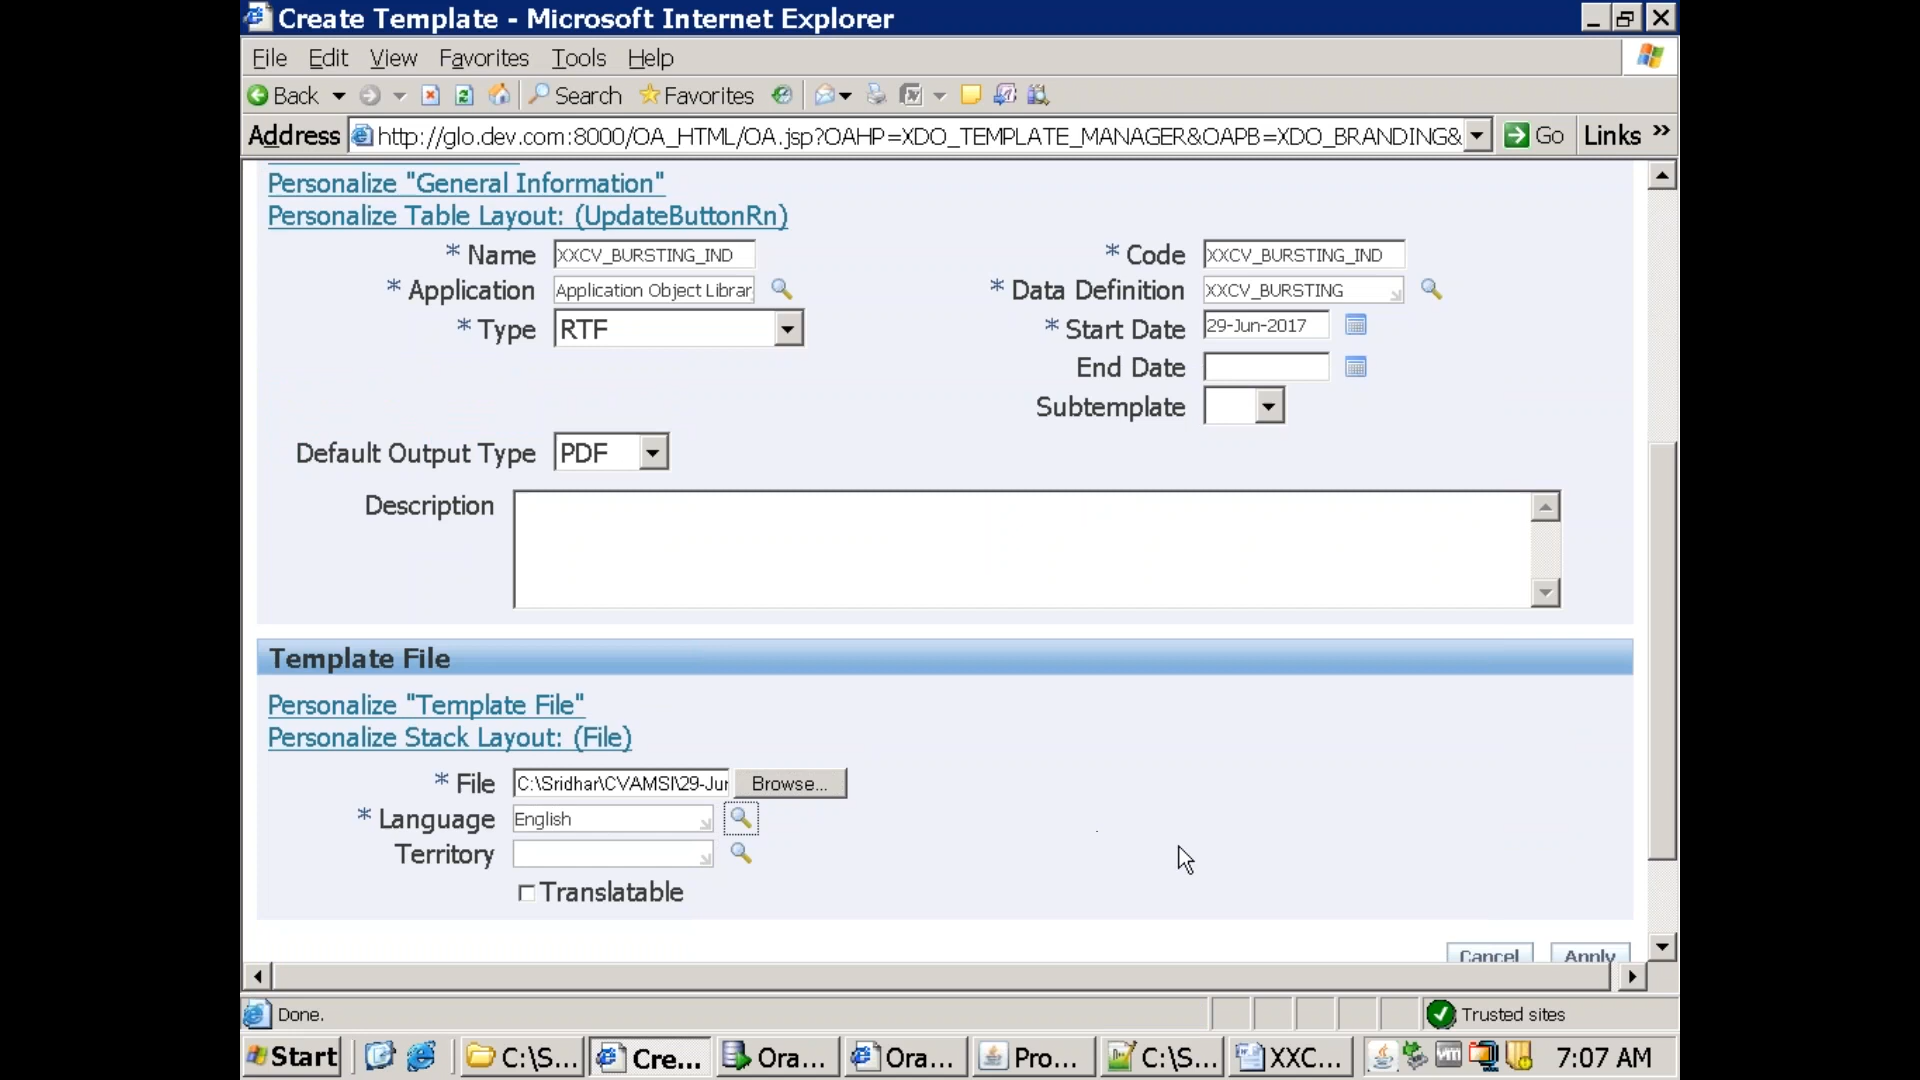 Create Template - Microsoft Internet Explorer
File Edit View Favorites Tools Help
Back Search Favorites
Address http://glo.dev.com:8000/OA_HTML/OA.jsp?OAHP=XDO_TEMPLATE_MANAGER&OAPB=XDO_BRANDING& Go Links »
Personalize "General Information"
Personalize Table Layout: (UpdateButtonRn)
* Name XXCV_BURSTING_IND * Code XXCV_BURSTING_IND
* Application Application Object Librar * Data Definition XXCV_BURSTING
* Type RTF * Start Date 29-Jun-2017
End Date
Subtemplate
Default Output Type PDF
Description
Template File
Personalize "Template File"
Personalize Stack Layout: (File)
* File C:\Sridhar\CVAMSI\29-Jun Browse...
* Language English
Territory
Translatable
Cancel Apply
Done. Trusted sites
Start C:\S... Cre... Ora... Ora... Pro... C:\S... XXC... 7:07 AM